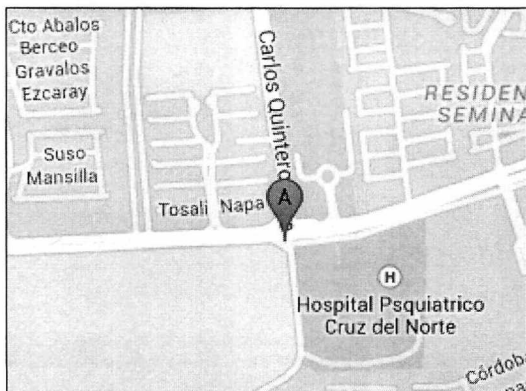 Cto Abalos
Berceo
Gravalos
Ezcaray
Carlos Quintero
RESIDEN
SEMINA
Suso
Mansilla
Tosali Napa
A
H
Hospital Psquiatrico
Cruz del Norte
Córdob